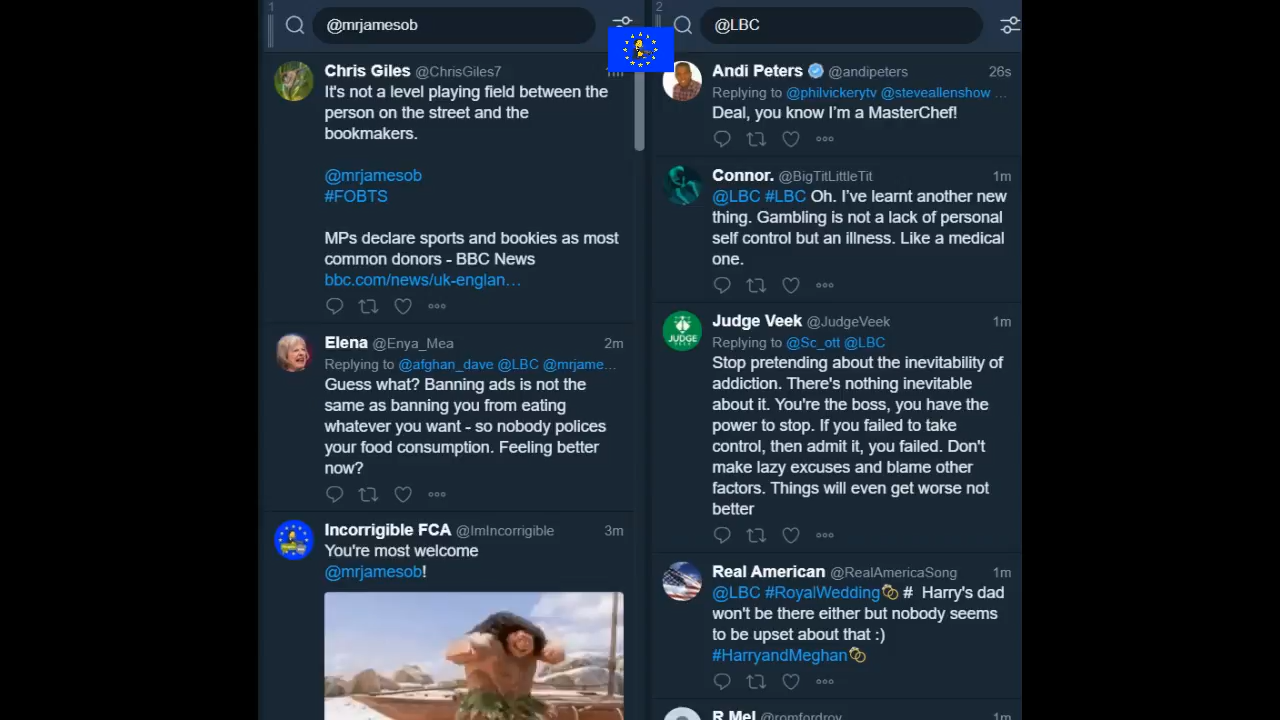 1
@mrjamesob
Chris Giles @ChrisGiles7
It's not a level playing field between the
person on the street and the
bookmakers.
@mrjamesob
#FOBTS
MPs declare sports and bookies as most
common donors - BBC News
bbc.com/news/uk-englan…
Elena @Enya_Mea 2m
Replying to @afghan_dave @LBC @mrjame…
Guess what? Banning ads is not the
same as banning you from eating
whatever you want - so nobody polices
your food consumption. Feeling better
now?
Incorrigible FCA @ImIncorrigible 3m
You're most welcome
@mrjamesob!
2
@LBC
Andi Peters @andipeters 26s
Replying to @philvickerytv @steveallenshow …
Deal, you know I’m a MasterChef!
Connor. @BigTitLittleTit 1m
@LBC #LBC Oh. I’ve learnt another new
thing. Gambling is not a lack of personal
self control but an illness. Like a medical
one.
Judge Veek @JudgeVeek 1m
JUDGE
Replying to @Sc_ott @LBC
Stop pretending about the inevitability of
addiction. There's nothing inevitable
about it. You're the boss, you have the
power to stop. If you failed to take
control, then admit it, you failed. Don't
make lazy excuses and blame other
factors. Things will even get worse not
better
Real American @RealAmericaSong 1m
@LBC #RoyalWedding # Harry's dad
won't be there either but nobody seems
to be upset about that :)
#HarryandMeghan
R Mel @romfordroy 1m